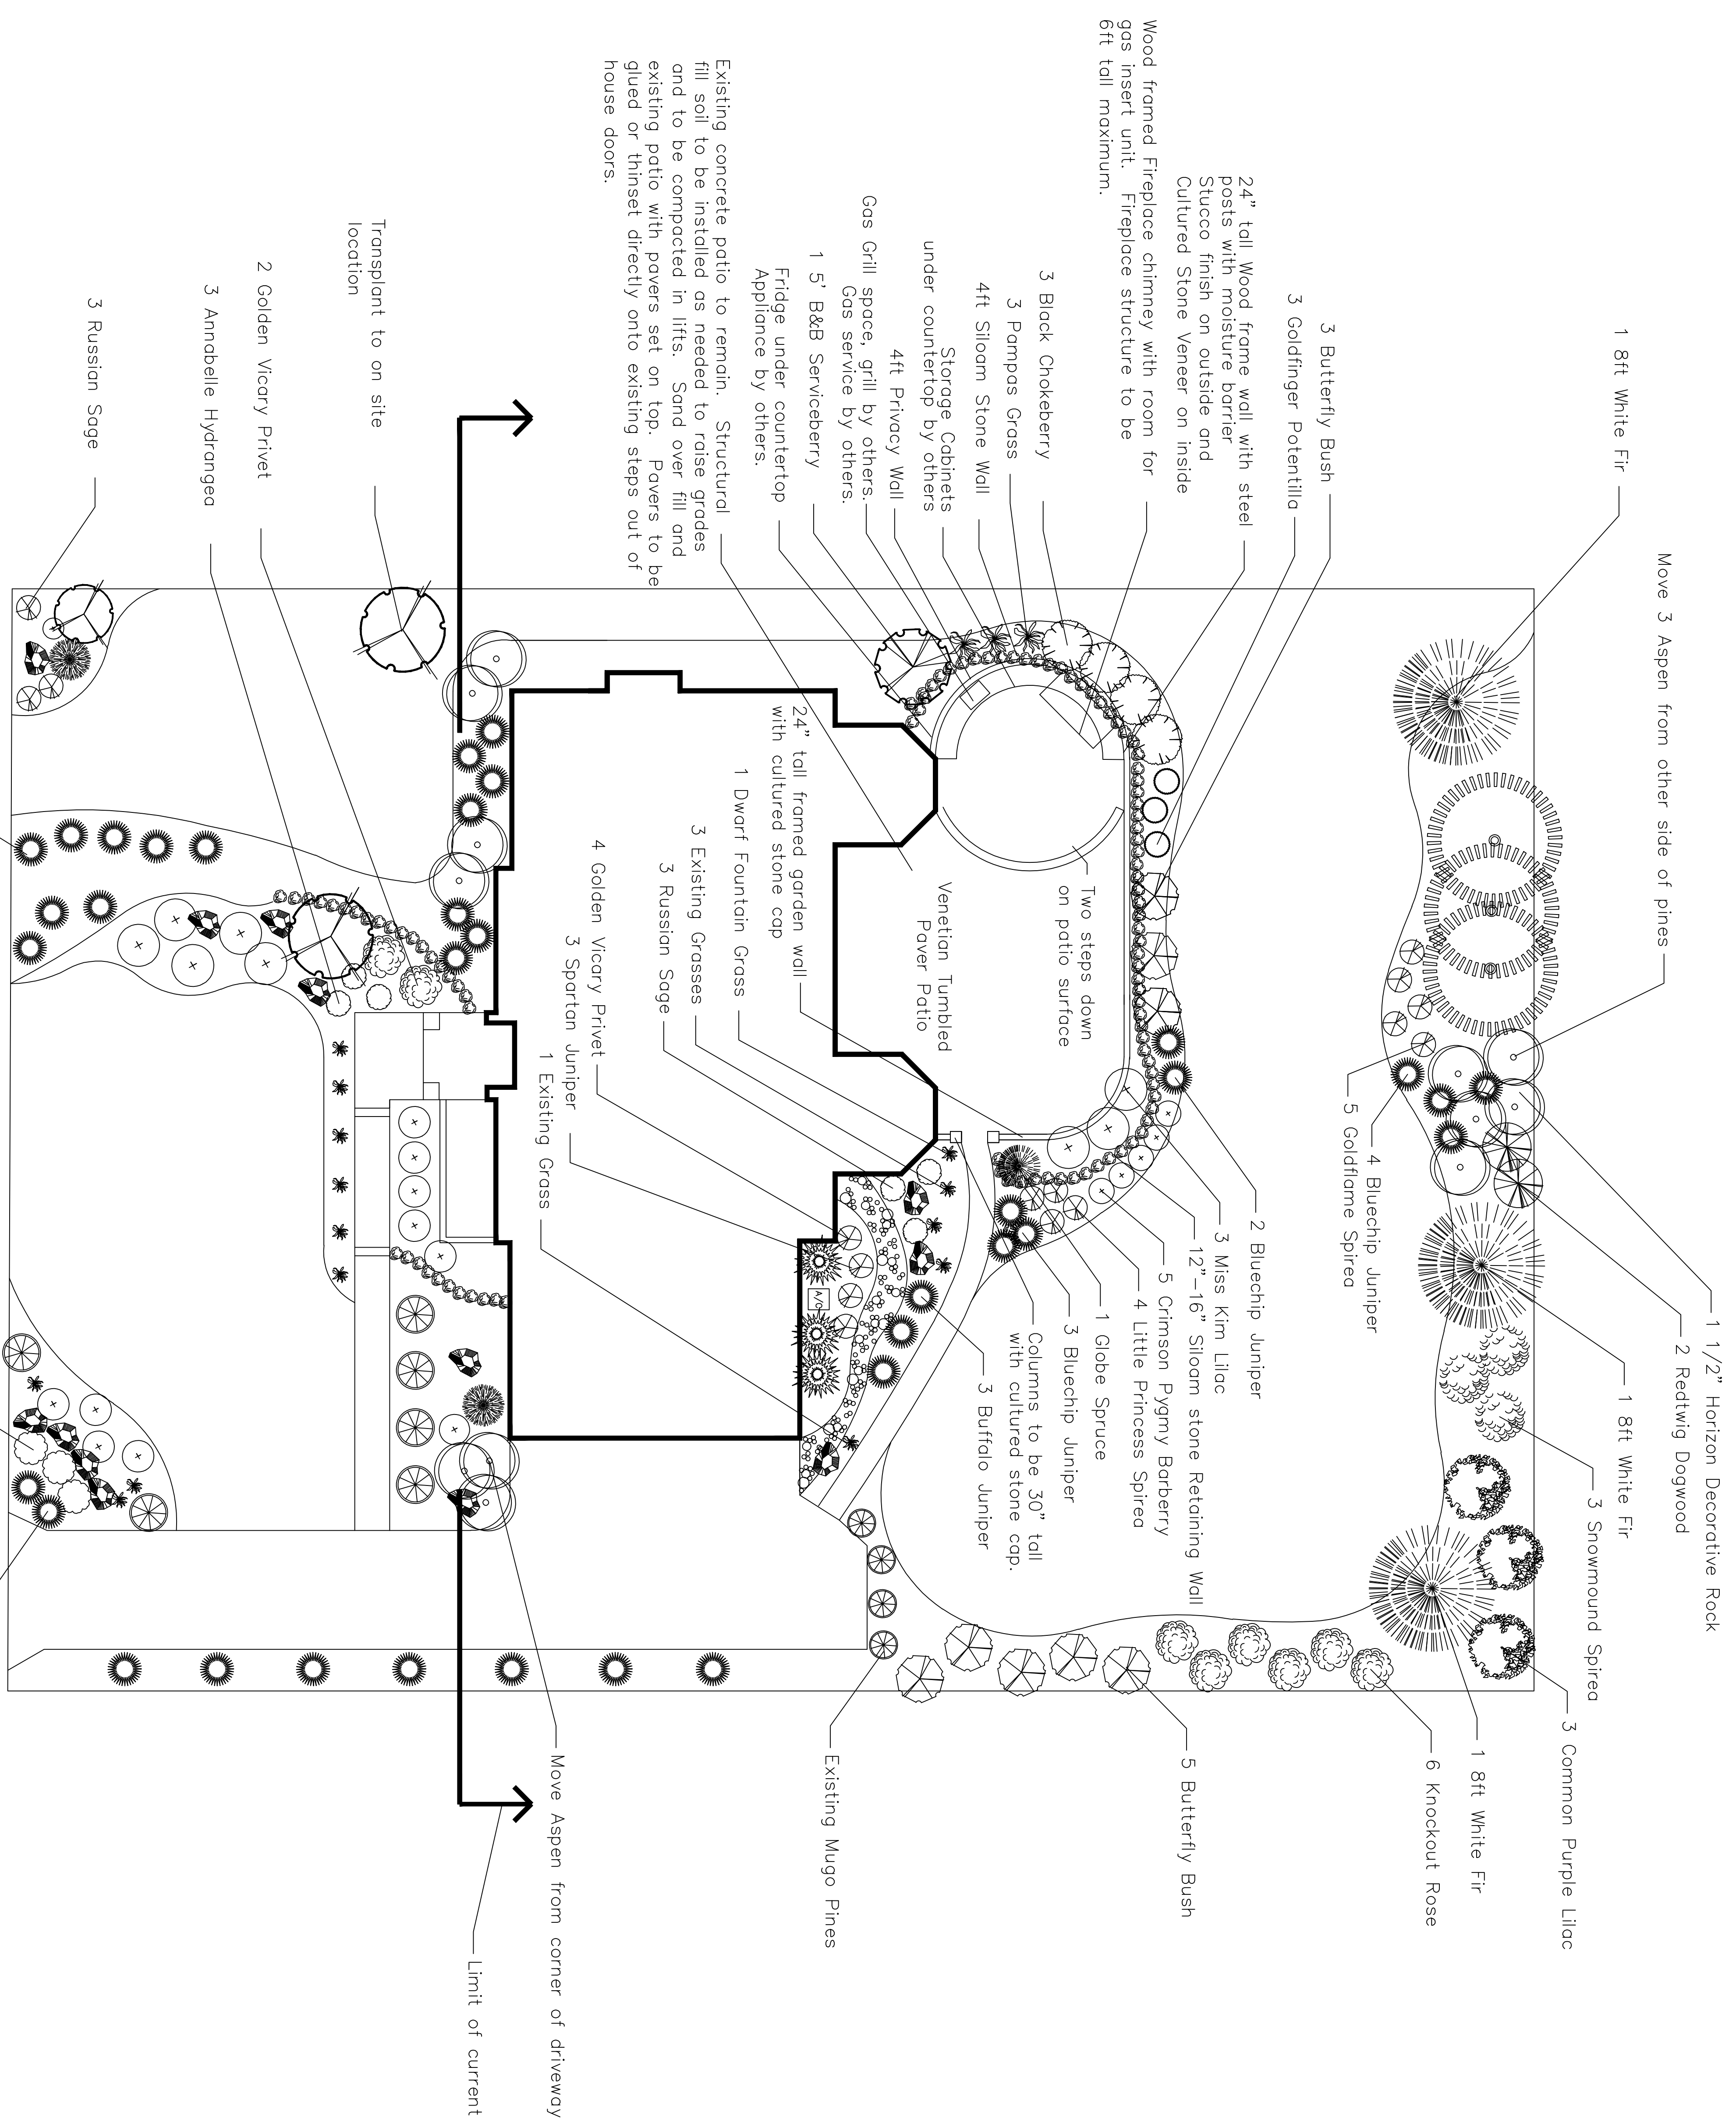 1 8ft White Fir
Move 3 Aspen from other side of pines
3 Butterfly Bush
3 Goldfinger Potentilla
24" tall Wood frame wall with steel
posts with moisture barrier
Stucco finish on outside and
Cultured Stone Veneer on inside
Wood framed Fireplace chimney with room for
gas insert unit. Fireplace structure to be
6ft tall maximum.
3 Black Chokeberry
3 Pampas Grass
4ft Siloam Stone Wall
Storage Cabinets
under countertop by others
4ft Privacy Wall
Gas Grill space, grill by others.
Gas service by others.
1 5' B&B Serviceberry
Fridge under countertop
Appliance by others.
Existing concrete patio to remain. Structural
fill soil to be installed as needed to raise grades
and to be compacted in lifts. Sand over fill and
existing patio with pavers set on top. Pavers to be
glued or thinset directly onto existing steps out of
house doors.
Transplant to on site
location
2 Golden Vicary Privet
3 Annabelle Hydrangea
3 Russian Sage
Two steps down
on patio surface
Venetian Tumbled
Paver Patio
24" tall framed garden wall
with cultured stone cap
1 Dwarf Fountain Grass
3 Existing Grasses
3 Russian Sage
4 Golden Vicary Privet
3 Spartan Juniper
1 Existing Grass
A/C
1 1/2" Horizon Decorative Rock
2 Redtwig Dogwood
1 8ft White Fir
3 Snowmound Spirea
4 Bluechip Juniper
5 Goldflame Spirea
2 Bluechip Juniper
3 Miss Kim Lilac
12"-16" Siloam stone Retaining Wall
5 Crimson Pygmy Barberry
4 Little Princess Spirea
1 Globe Spruce
3 Bluechip Juniper
Columns to be 30" tall
with cultured stone cap.
3 Buffalo Juniper
3 Common Purple Lilac
1 8ft White Fir
6 Knockout Rose
5 Butterfly Bush
Existing Mugo Pines
Move Aspen from corner of driveway
Limit of current